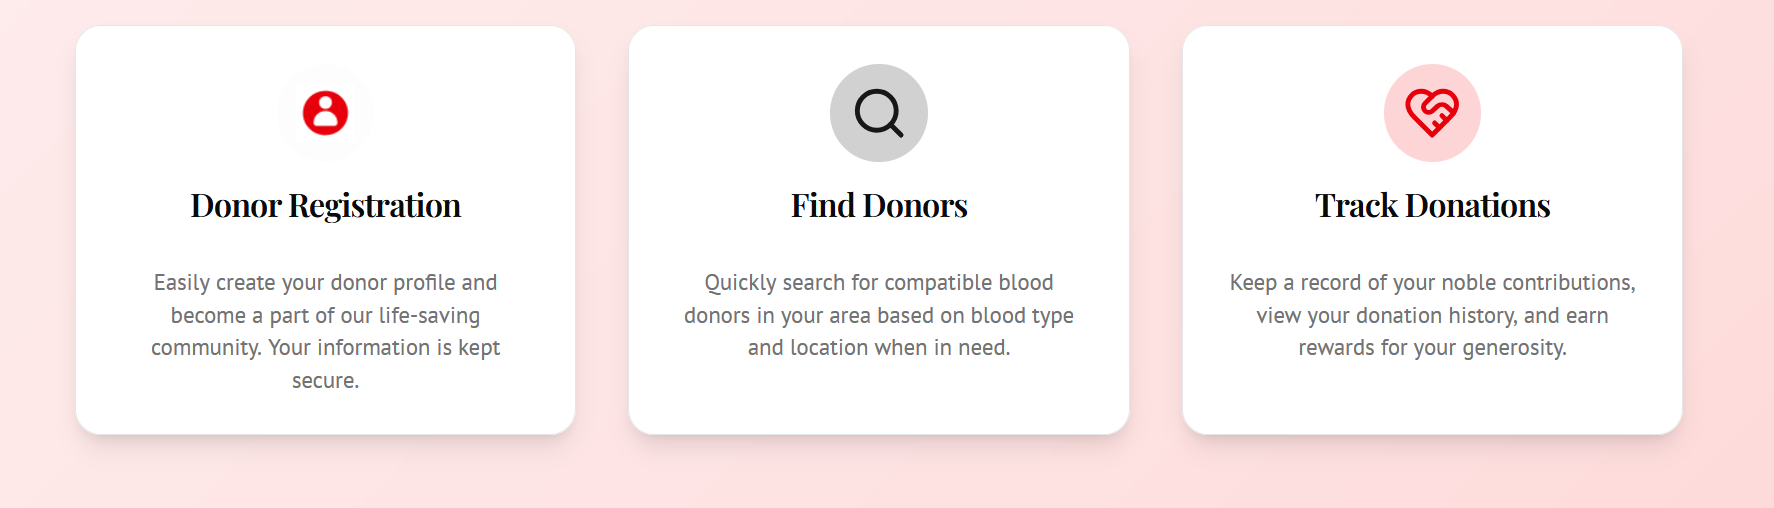 Donor Registration
Easily create your donor profile and
become a part of our life-saving
community. Your information is kept
secure.
Find Donors
Quickly search for compatible blood
donors in your area based on blood type
and location when in need.
Track Donations
Keep a record of your noble contributions,
view your donation history, and earn
rewards for your generosity.